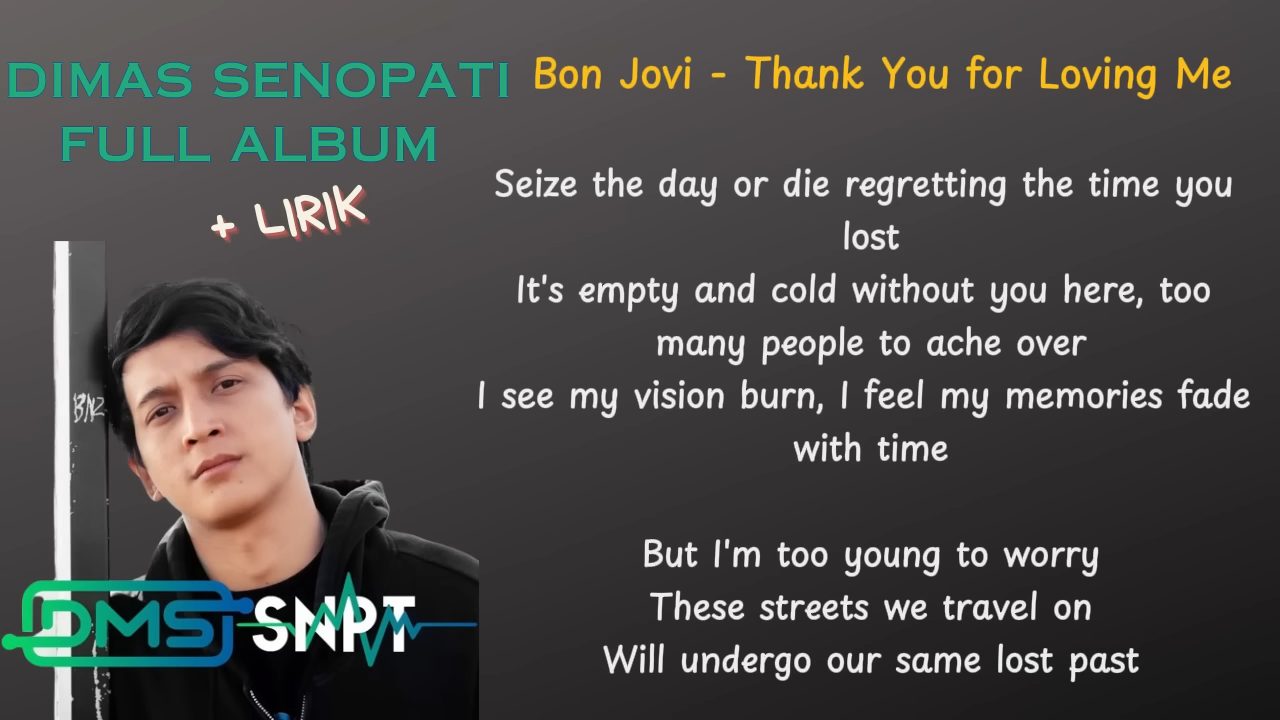 DIMAS SENOPATI
FULL ALBUM
+ LIRIK
BNZ
DMS SNPT
Bon Jovi - Thank You for Loving Me
Seize the day or die regretting the time you
lost
It's empty and cold without you here, too
many people to ache over
I see my vision burn, I feel my memories fade
with time
But I'm too young to worry
These streets we travel on
Will undergo our same lost past